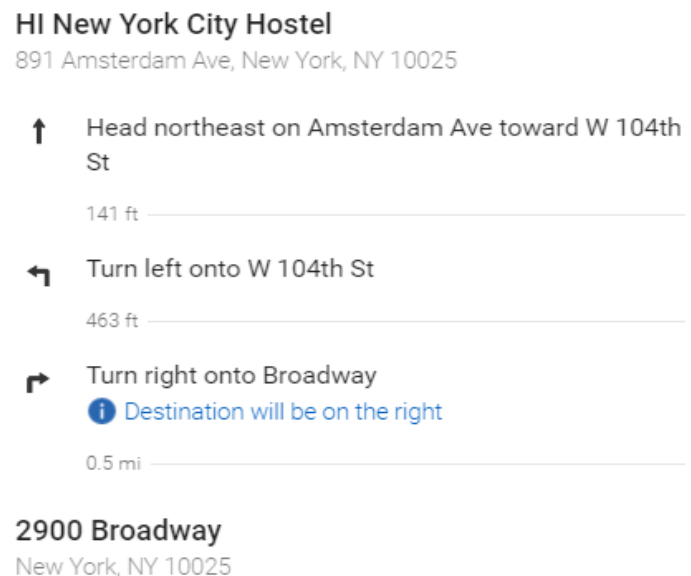 HI New York City Hostel
891 Amsterdam Ave, New York, NY 10025
Head northeast on Amsterdam Ave toward W 104th
St
141 ft
Turn left onto W 104th St
463 ft
Turn right onto Broadway
Destination will be on the right
0.5 mi
2900 Broadway
New York, NY 10025